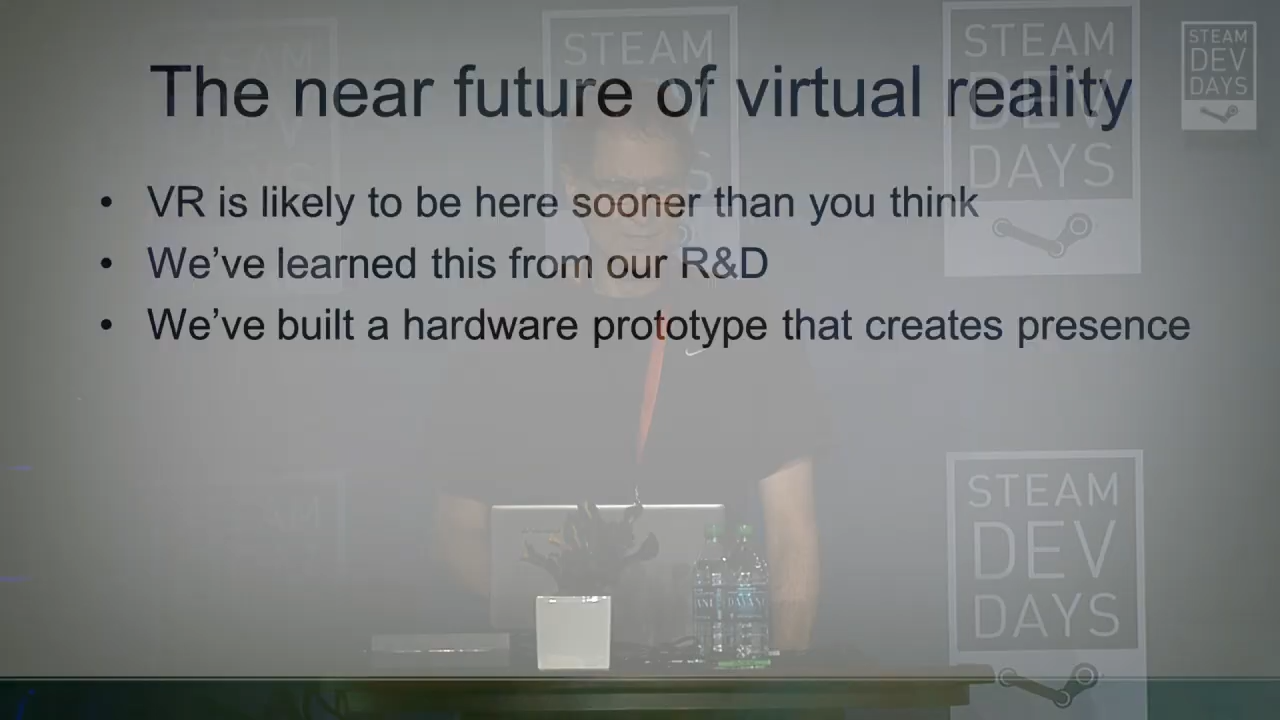 The near future of virtual reality
• VR is likely to be here sooner than you think
• We’ve learned this from our R&D
• We’ve built a hardware prototype that creates presence
STEAM
DEV
DAYS
STEAM
DEV
DAYS
STEAM
DEV
DAYS
STEAM
DEV
DAYS
STEAM
DASANI